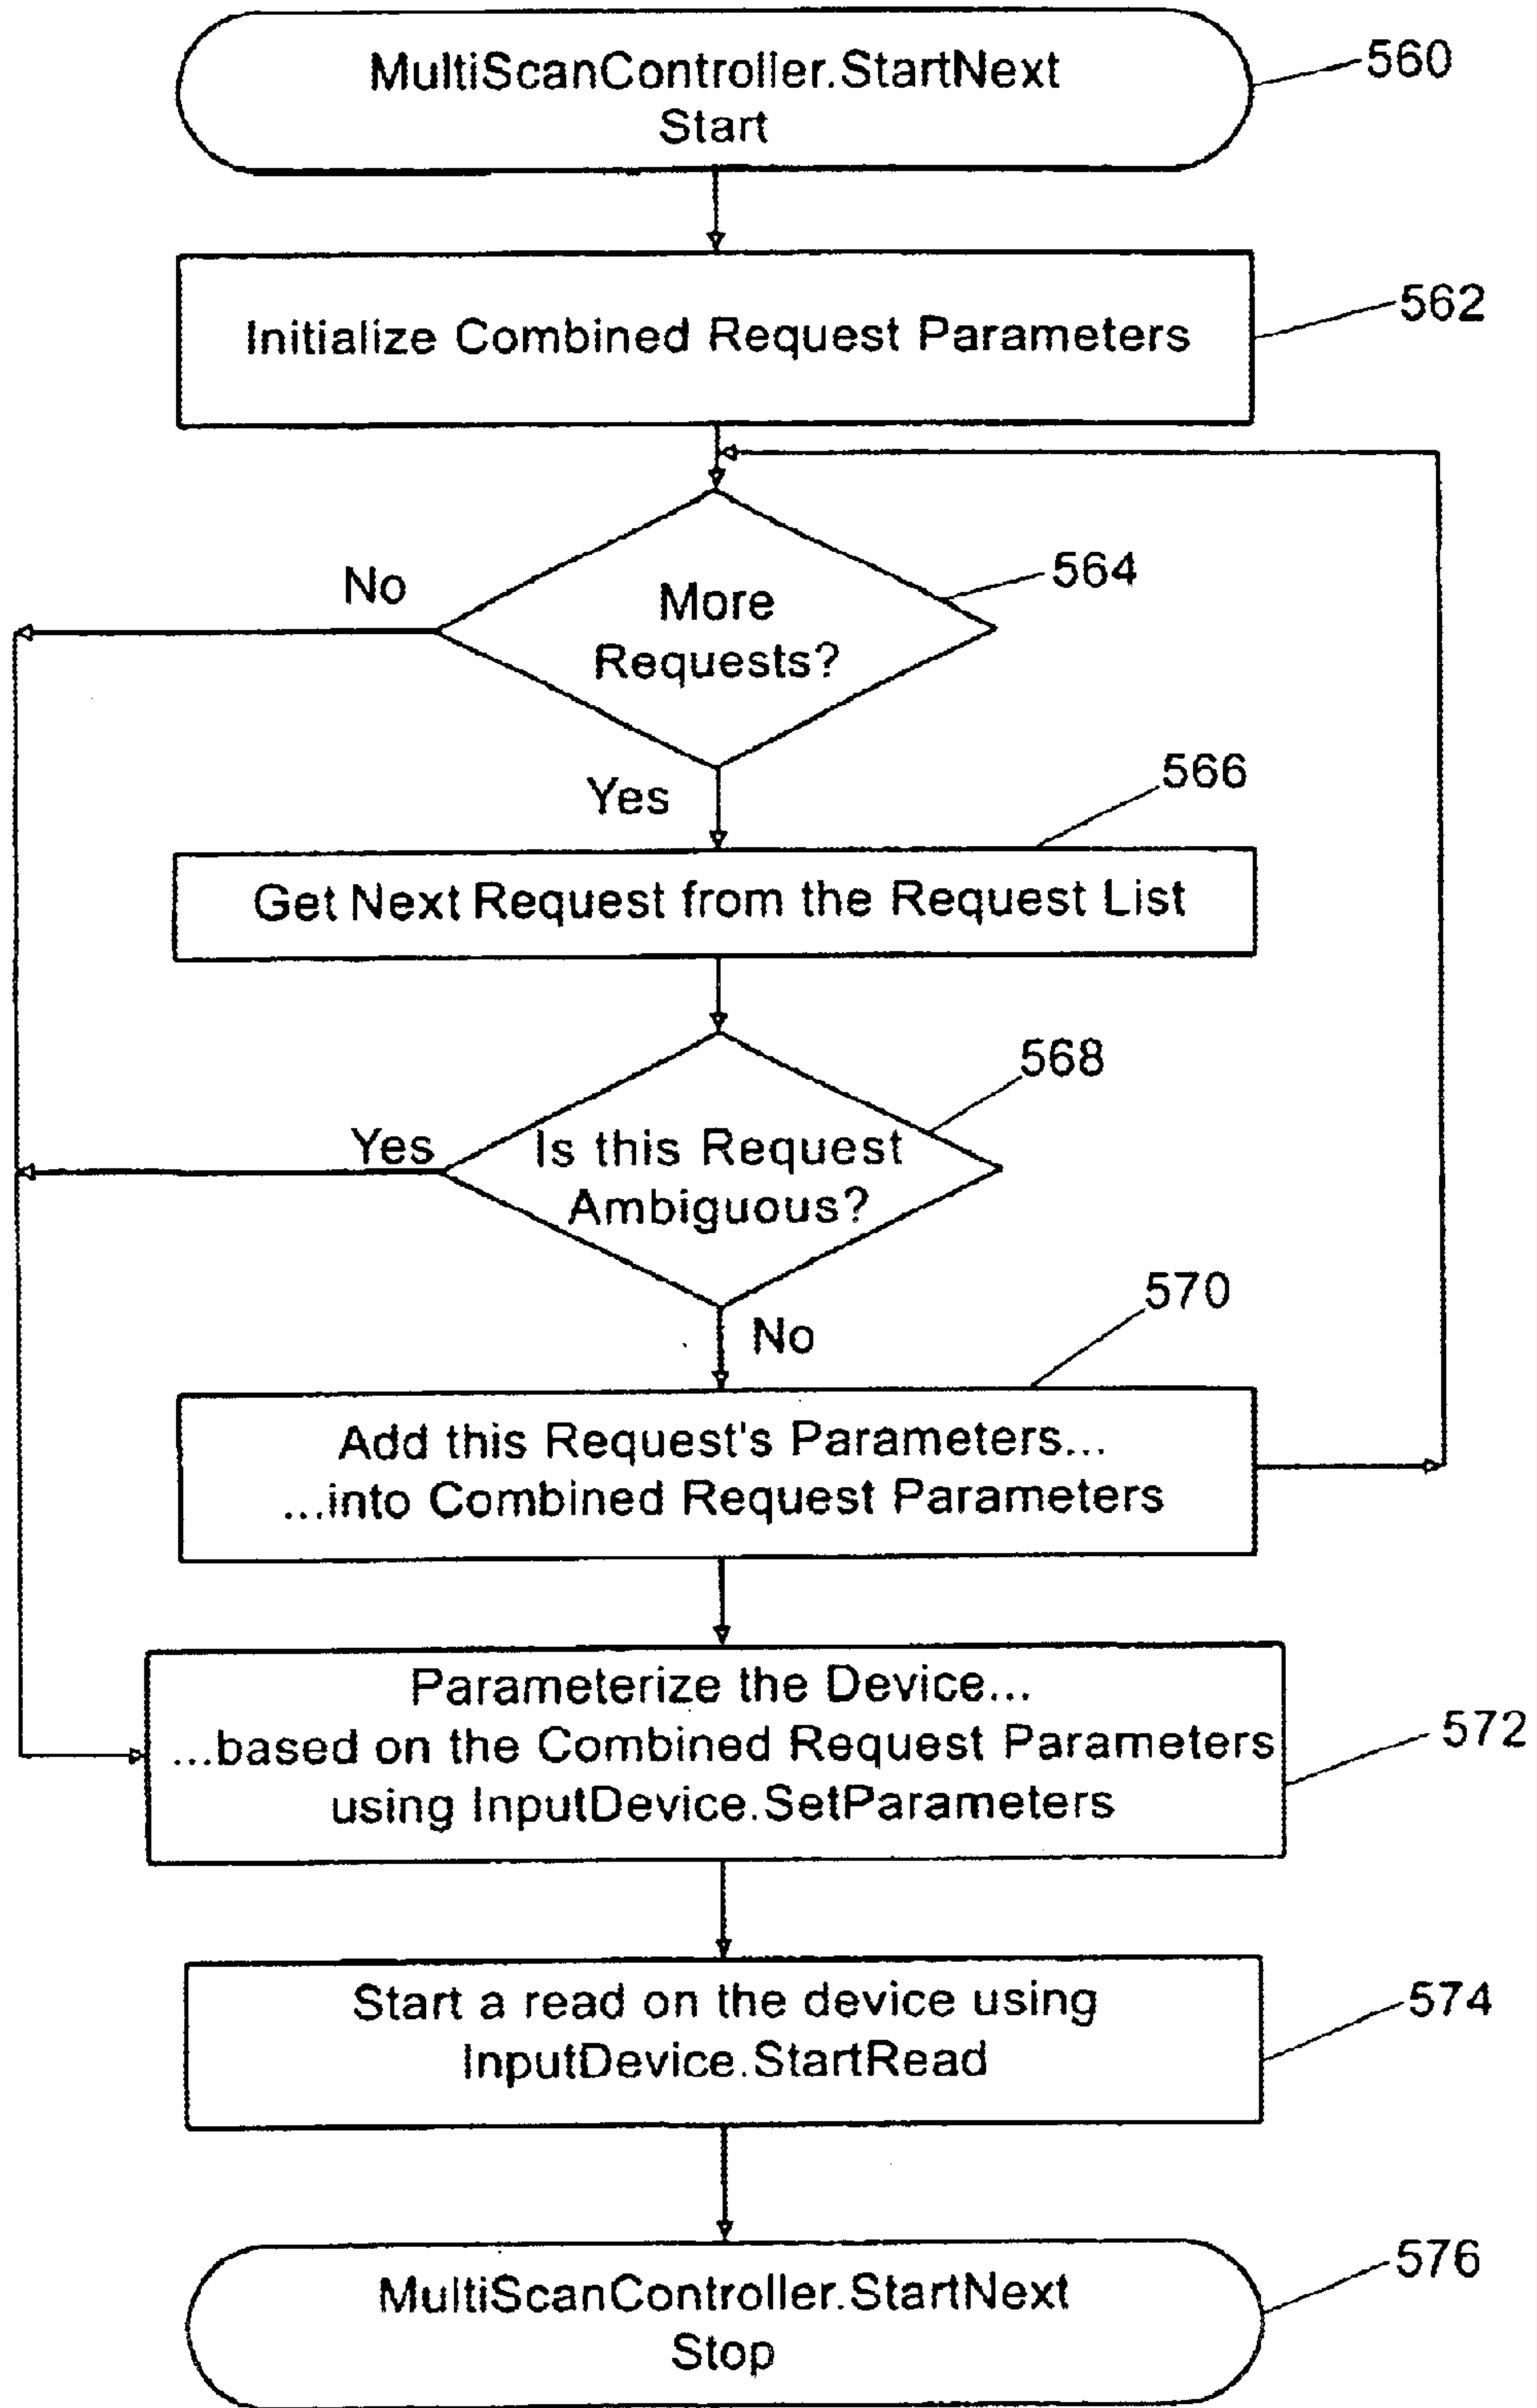 MultiScanController.StartNext
Start
560
Initialize Combined Request Parameters
562
More
Requests?
564
No
Yes
566
Get Next Request from the Request List
568
Yes
Is this Request
Ambiguous?
No
570
Add this Request's Parameters...
...into Combined Request Parameters
Parameterize the Device...
...based on the Combined Request Parameters
using InputDevice.SetParameters
572
Start a read on the device using
InputDevice.StartRead
574
MultiScanController.StartNext
Stop
576